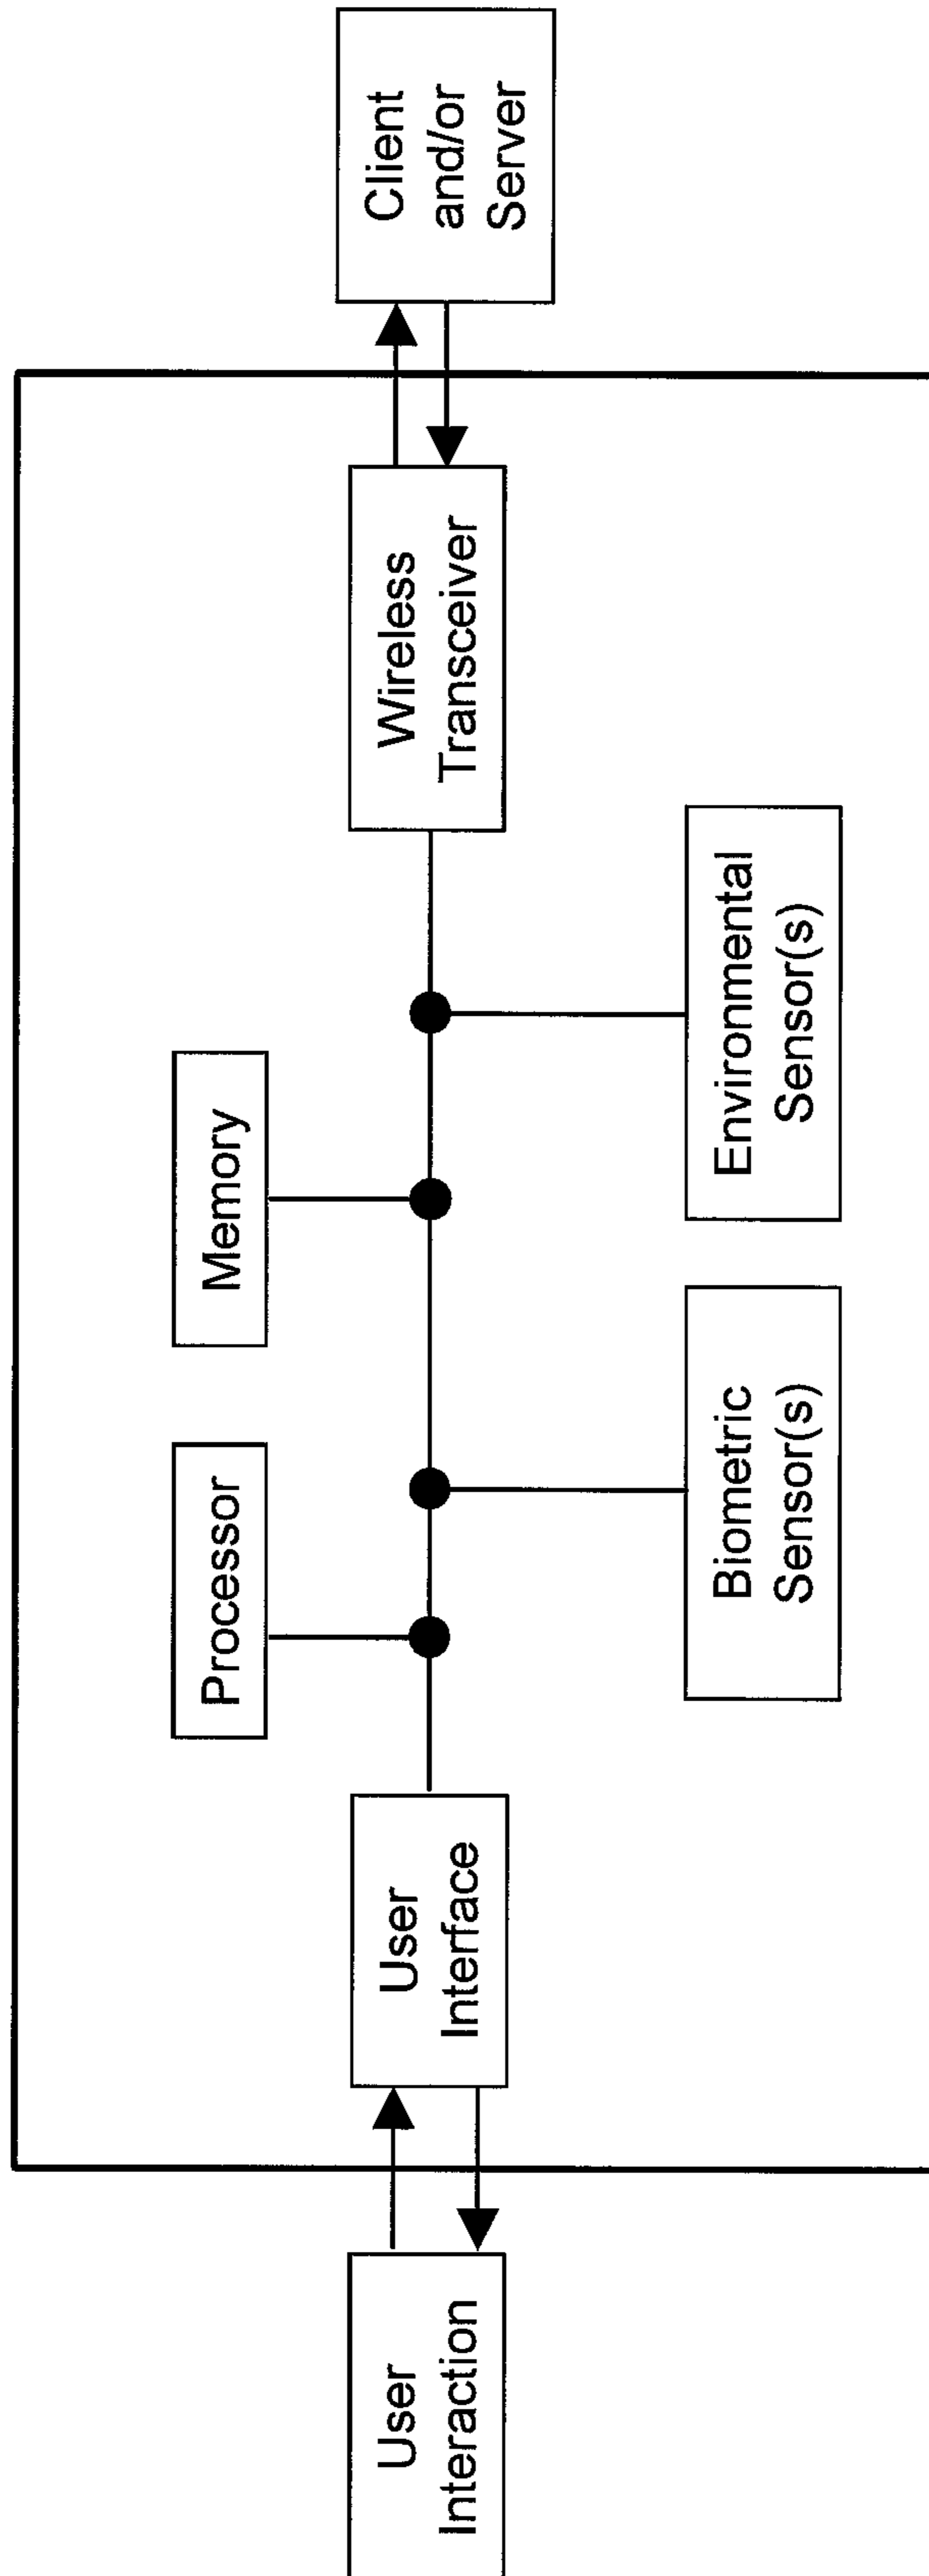 User
Interaction
User
Interface
Processor
Memory
Biometric
Sensor(s)
Environmental
Sensor(s)
Wireless
Transceiver
Client
and/or
Server